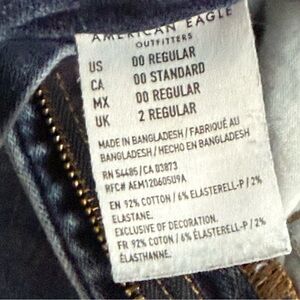 AMERICAN EAGLE
OUTFITTERS
US 00 REGULAR
CA 00 STANDARD
MX 00 REGULAR
UK 2 REGULAR
MADE IN BANGLADESH / FABRIQUÉ AU
BANGLADESH / HECHO EN BANGLADESH
RN 54485 / CA 03873
RFC# AEM120605U9A
EN 92% COTTON / 6% ELASTERELL-P / 2%
ELASTANE.
EXCLUSIVE OF DECORATION.
FR 92% COTON / 6% ÉLASTERELL-P / 2%
ÉLASTHANNE.